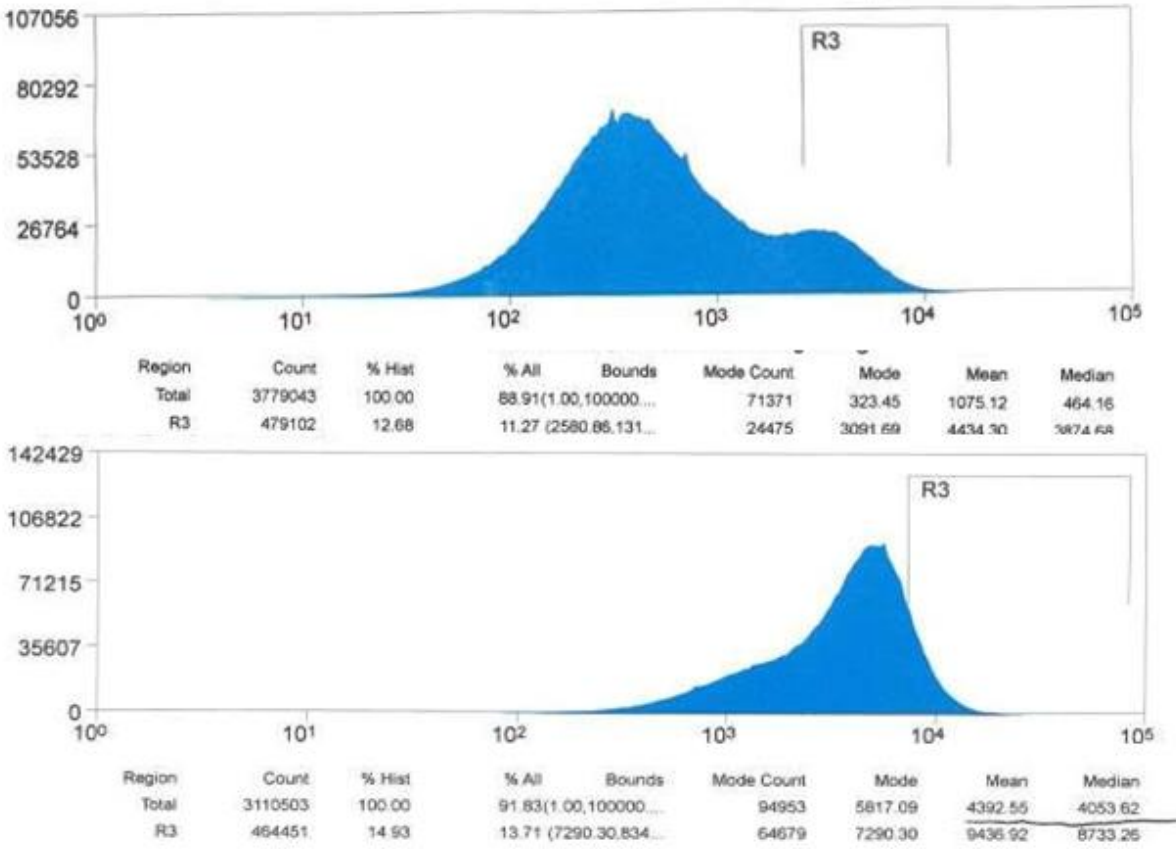 107056
R3
80292
53528
26764
0
10⁰ 10¹ 10² 10³ 10⁴ 10⁵
Region Count % Hist % All Bounds Mode Count Mode Mean Median
Total 3779043 100.00 88.91(1.00,100000.... 71371 323.45 1075.12 464.16
R3 479102 12.68 11.27 (2580.86,131... 24475 3091.69 4434.30 3874.68
142429
R3
106822
71215
35607
0
10⁰ 10¹ 10² 10³ 10⁴ 10⁵
Region Count % Hist % All Bounds Mode Count Mode Mean Median
Total 3110503 100.00 91.83(1.00,100000.... 94953 5817.09 4392.55 4053.62
R3 464451 14.93 13.71 (7290.30,834... 64679 7290.30 9436.92 8733.26